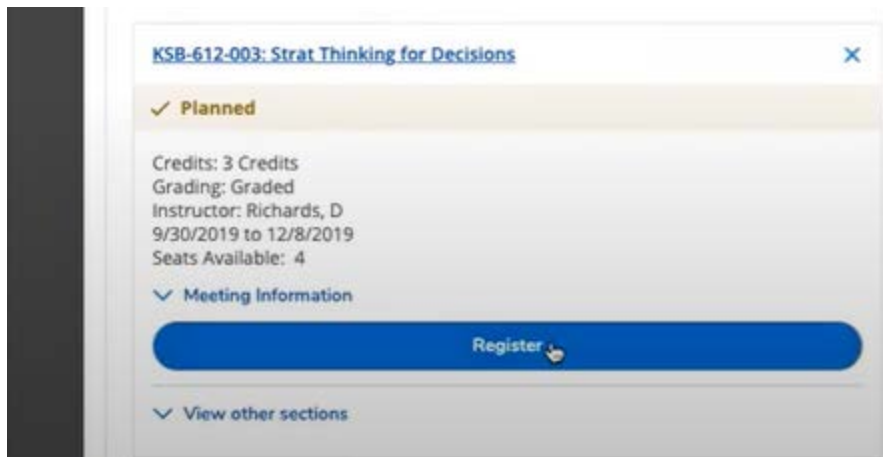 KSB-612-003: Strat Thinking for Decisions
Planned
Credits: 3 Credits
Grading: Graded
Instructor: Richards, D
9/30/2019 to 12/8/2019
Seats Available: 4
Meeting Information
Register
View other sections